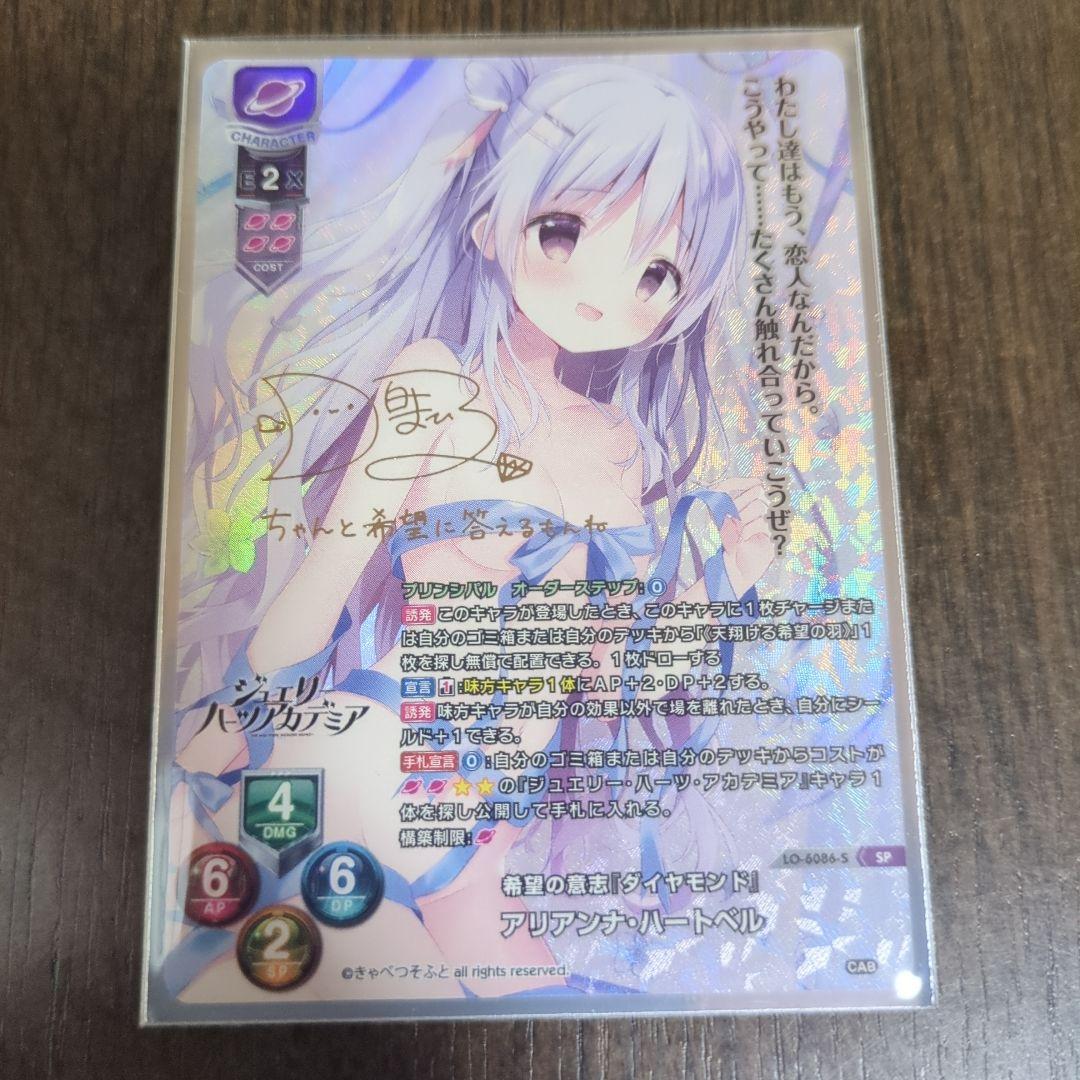 CHARACTER
EX 2
COST
わたし達はもう、恋人なんだから。
こうやって……たくさん触れ合っていこうぜ？
ちゃんと希望に答えるもんね
プリンシパル オーダーステップ:0
誘発 このキャラが登場したとき、このキャラに1枚チャージまた
は自分のゴミ箱または自分のデッキから「〈天翔ける希望の羽〉」1
枚を探し無償で配置できる。1枚ドローする
宣言 1:味方キャラ1体にAP+2・DP+2する。
誘発 味方キャラが自分の効果以外で場を離れたとき、自分にシー
ルド+1できる。
手札宣言 0:自分のゴミ箱または自分のデッキからコストが
★★の『ジュエリー・ハーツ・アカデミア』キャラ1
体を探し公開して手札に入れる。
構築制限:
ジュエリー
ハーツアカデミア
4
DMG
6
AP
6
DP
2
SP
LO-6086-S SP
希望の意志『ダイヤモンド』
アリアンナ・ハートベル
©きゃべつそふと all rights reserved.
CAB